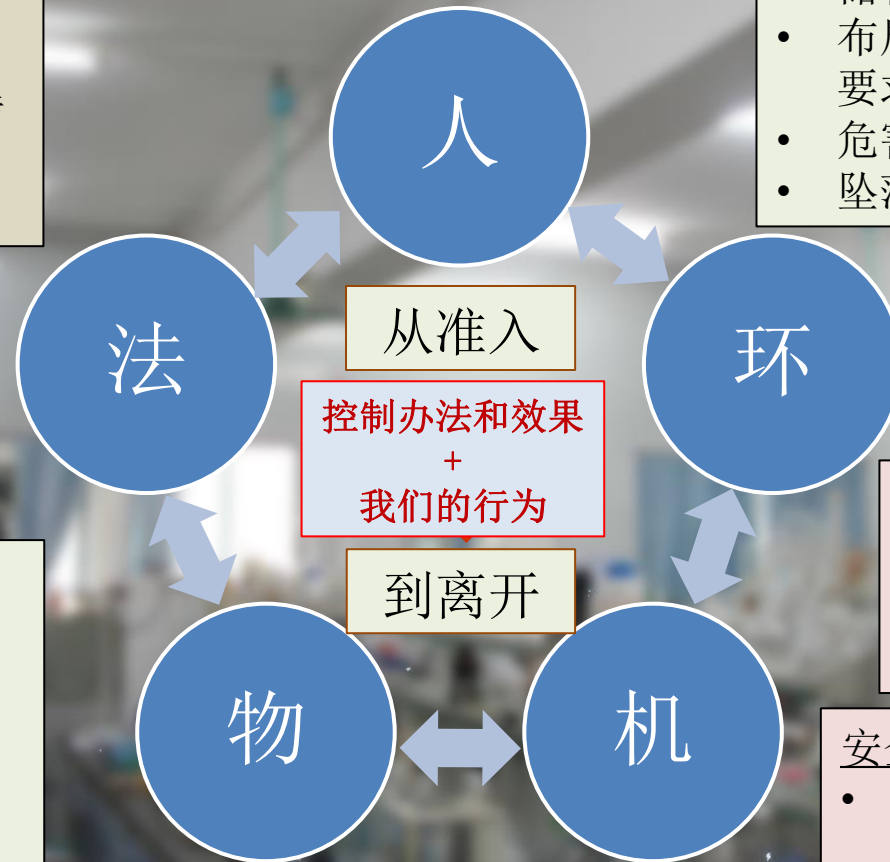 人
布
要
危害
坠
法
环
从准入
控制办法和效果
+
我们的行为
到离开
物
机
安